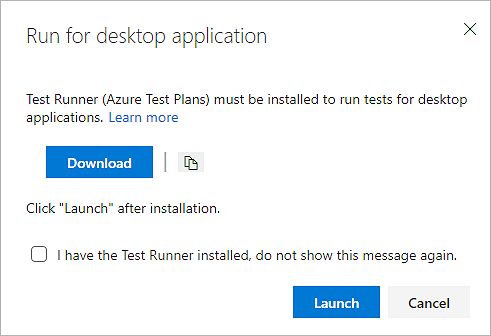 Run for desktop application
Test Runner (Azure Test Plans) must be installed to run tests for desktop
applications. Learn more
Download
Click "Launch" after installation.
I have the Test Runner installed, do not show this message again.
Launch Cancel